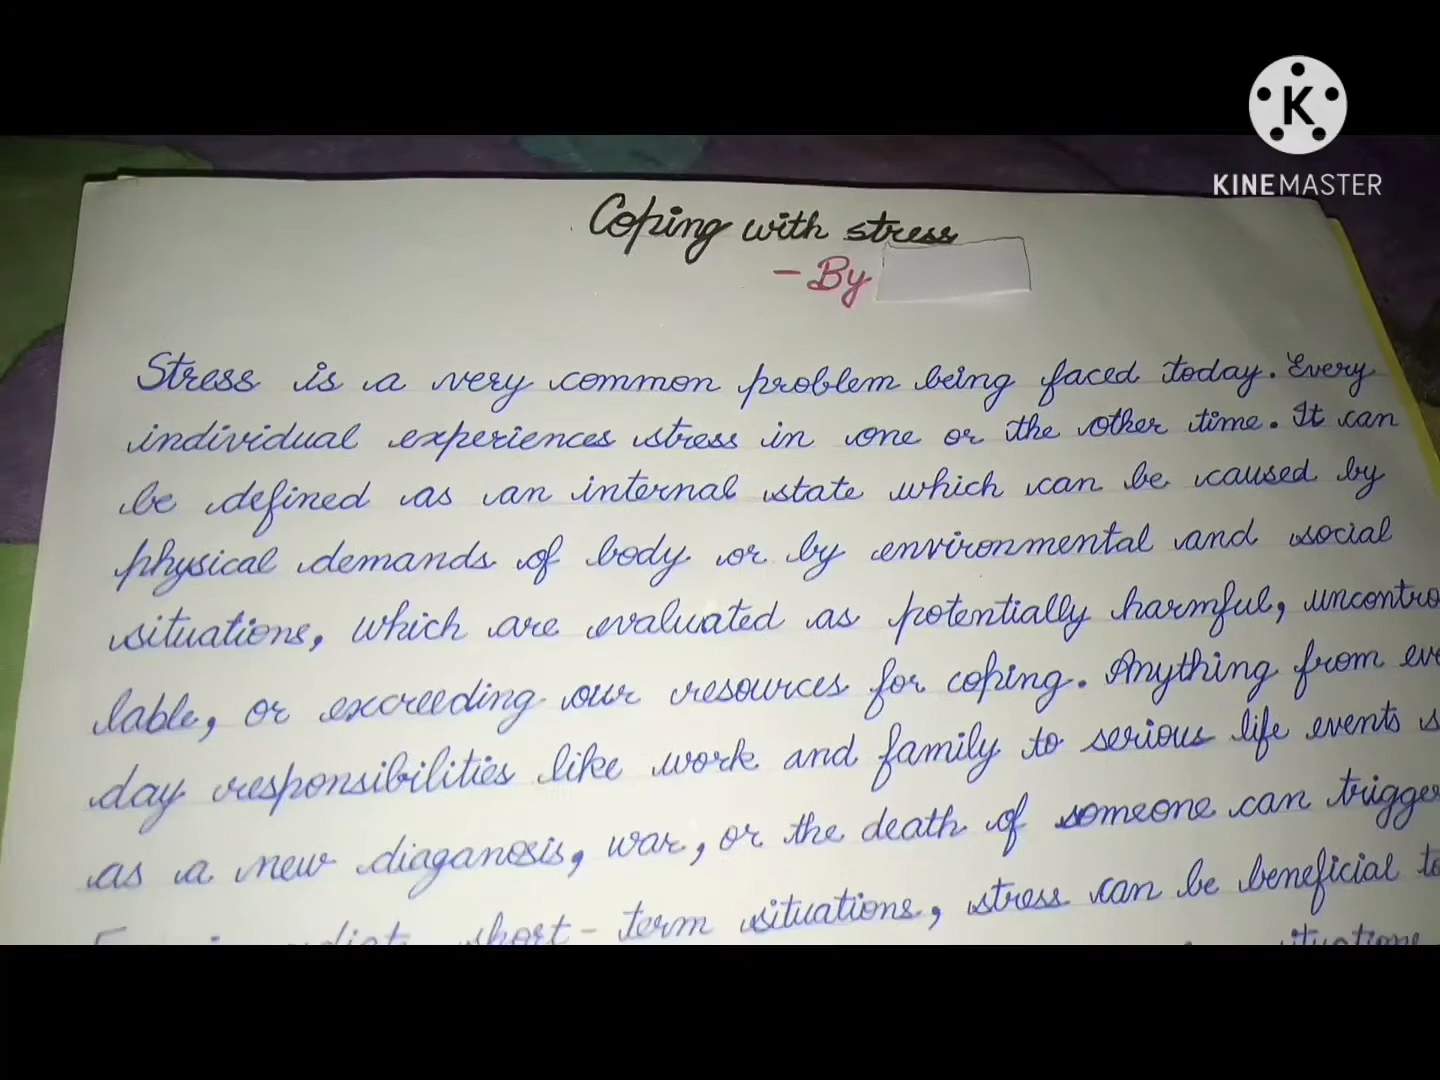 K
KINEMASTER
Coping with stress
- By
Stress is a very common problem being faced today. Every
individual experiences stress in one or the other time. It can
be defined as an internal state which can be caused by
physical demands of body or by environmental and social
situations, which are evaluated as potentially harmful, uncontro
lable, or exceeding our resources for coping. Anything from eve
day responsibilities like work and family to serious life events s
as a new diaganosis, war, or the death of someone can trigger
short-term situations, stress can be beneficial to
situations